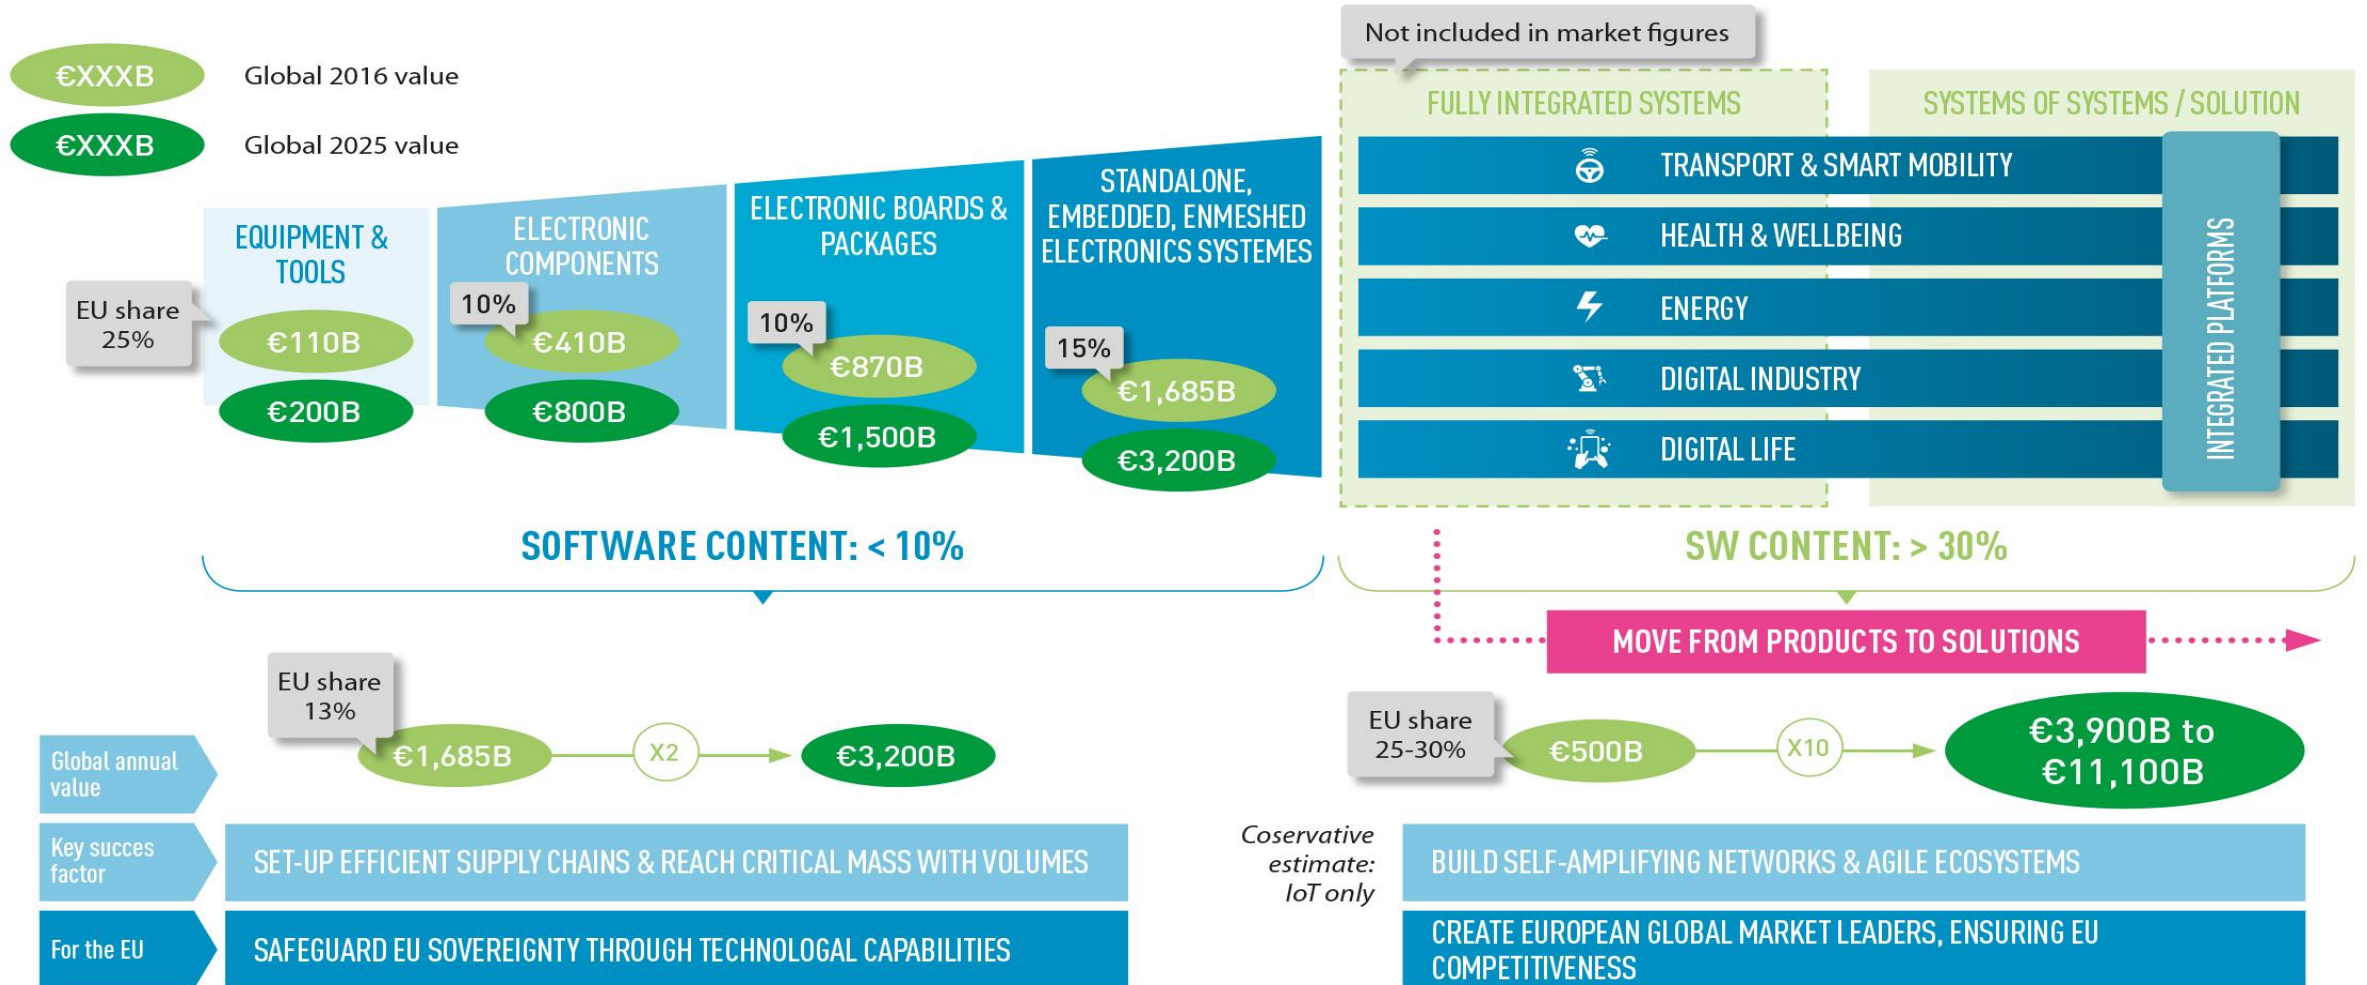 Not included in market figures
€XXXB
Global 2016 value
€XXXB
Global 2025 value
EQUIPMENT &
TOOLS
EU share
25%
€110B
€200B
ELECTRONIC
COMPONENTS
10%
€410B
€800B
ELECTRONIC BOARDS &
PACKAGES
10%
€870B
€1,500B
STANDALONE,
EMBEDDED, ENMESHED
ELECTRONICS SYSTEMES
15%
€1,685B
€3,200B
FULLY INTEGRATED SYSTEMS
SYSTEMS OF SYSTEMS / SOLUTION
TRANSPORT & SMART MOBILITY
HEALTH & WELLBEING
ENERGY
DIGITAL INDUSTRY
DIGITAL LIFE
INTEGRATED PLATFORMS
SOFTWARE CONTENT: < 10%
SW CONTENT: > 30%
MOVE FROM PRODUCTS TO SOLUTIONS
Global annual
value
EU share
13%
€1,685B
X2
€3,200B
EU share
25-30%
€500B
X10
€3,900B to
€11,100B
Key succes
factor
SET-UP EFFICIENT SUPPLY CHAINS & REACH CRITICAL MASS WITH VOLUMES
Coservative
estimate:
IoT only
BUILD SELF-AMPLIFYING NETWORKS & AGILE ECOSYSTEMS
For the EU
SAFEGUARD EU SOVEREIGNTY THROUGH TECHNOLOGAL CAPABILITIES
CREATE EUROPEAN GLOBAL MARKET LEADERS, ENSURING EU
COMPETITIVENESS